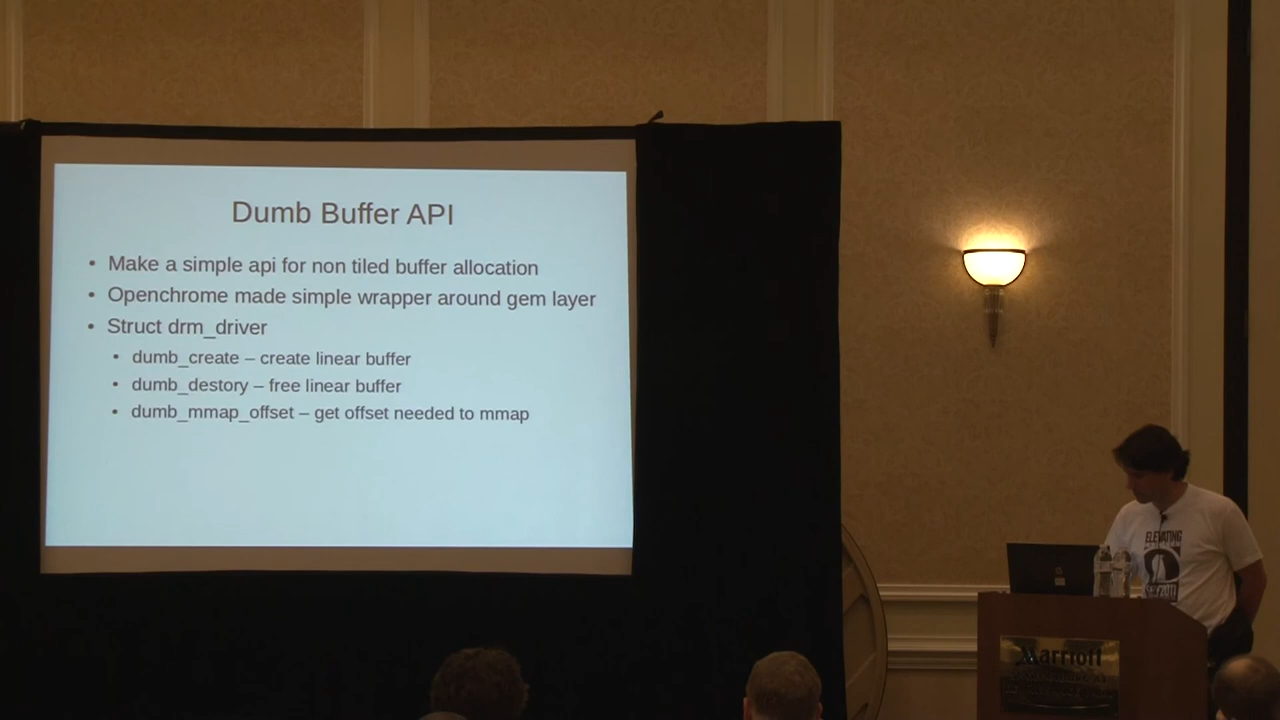 Dumb Buffer API
• Make a simple api for non tiled buffer allocation
• Openchrome made simple wrapper around gem layer
• Struct drm_driver
• dumb_create – create linear buffer
• dumb_destory – free linear buffer
• dumb_mmap_offset – get offset needed to mmap
ELEVATING
Marriott